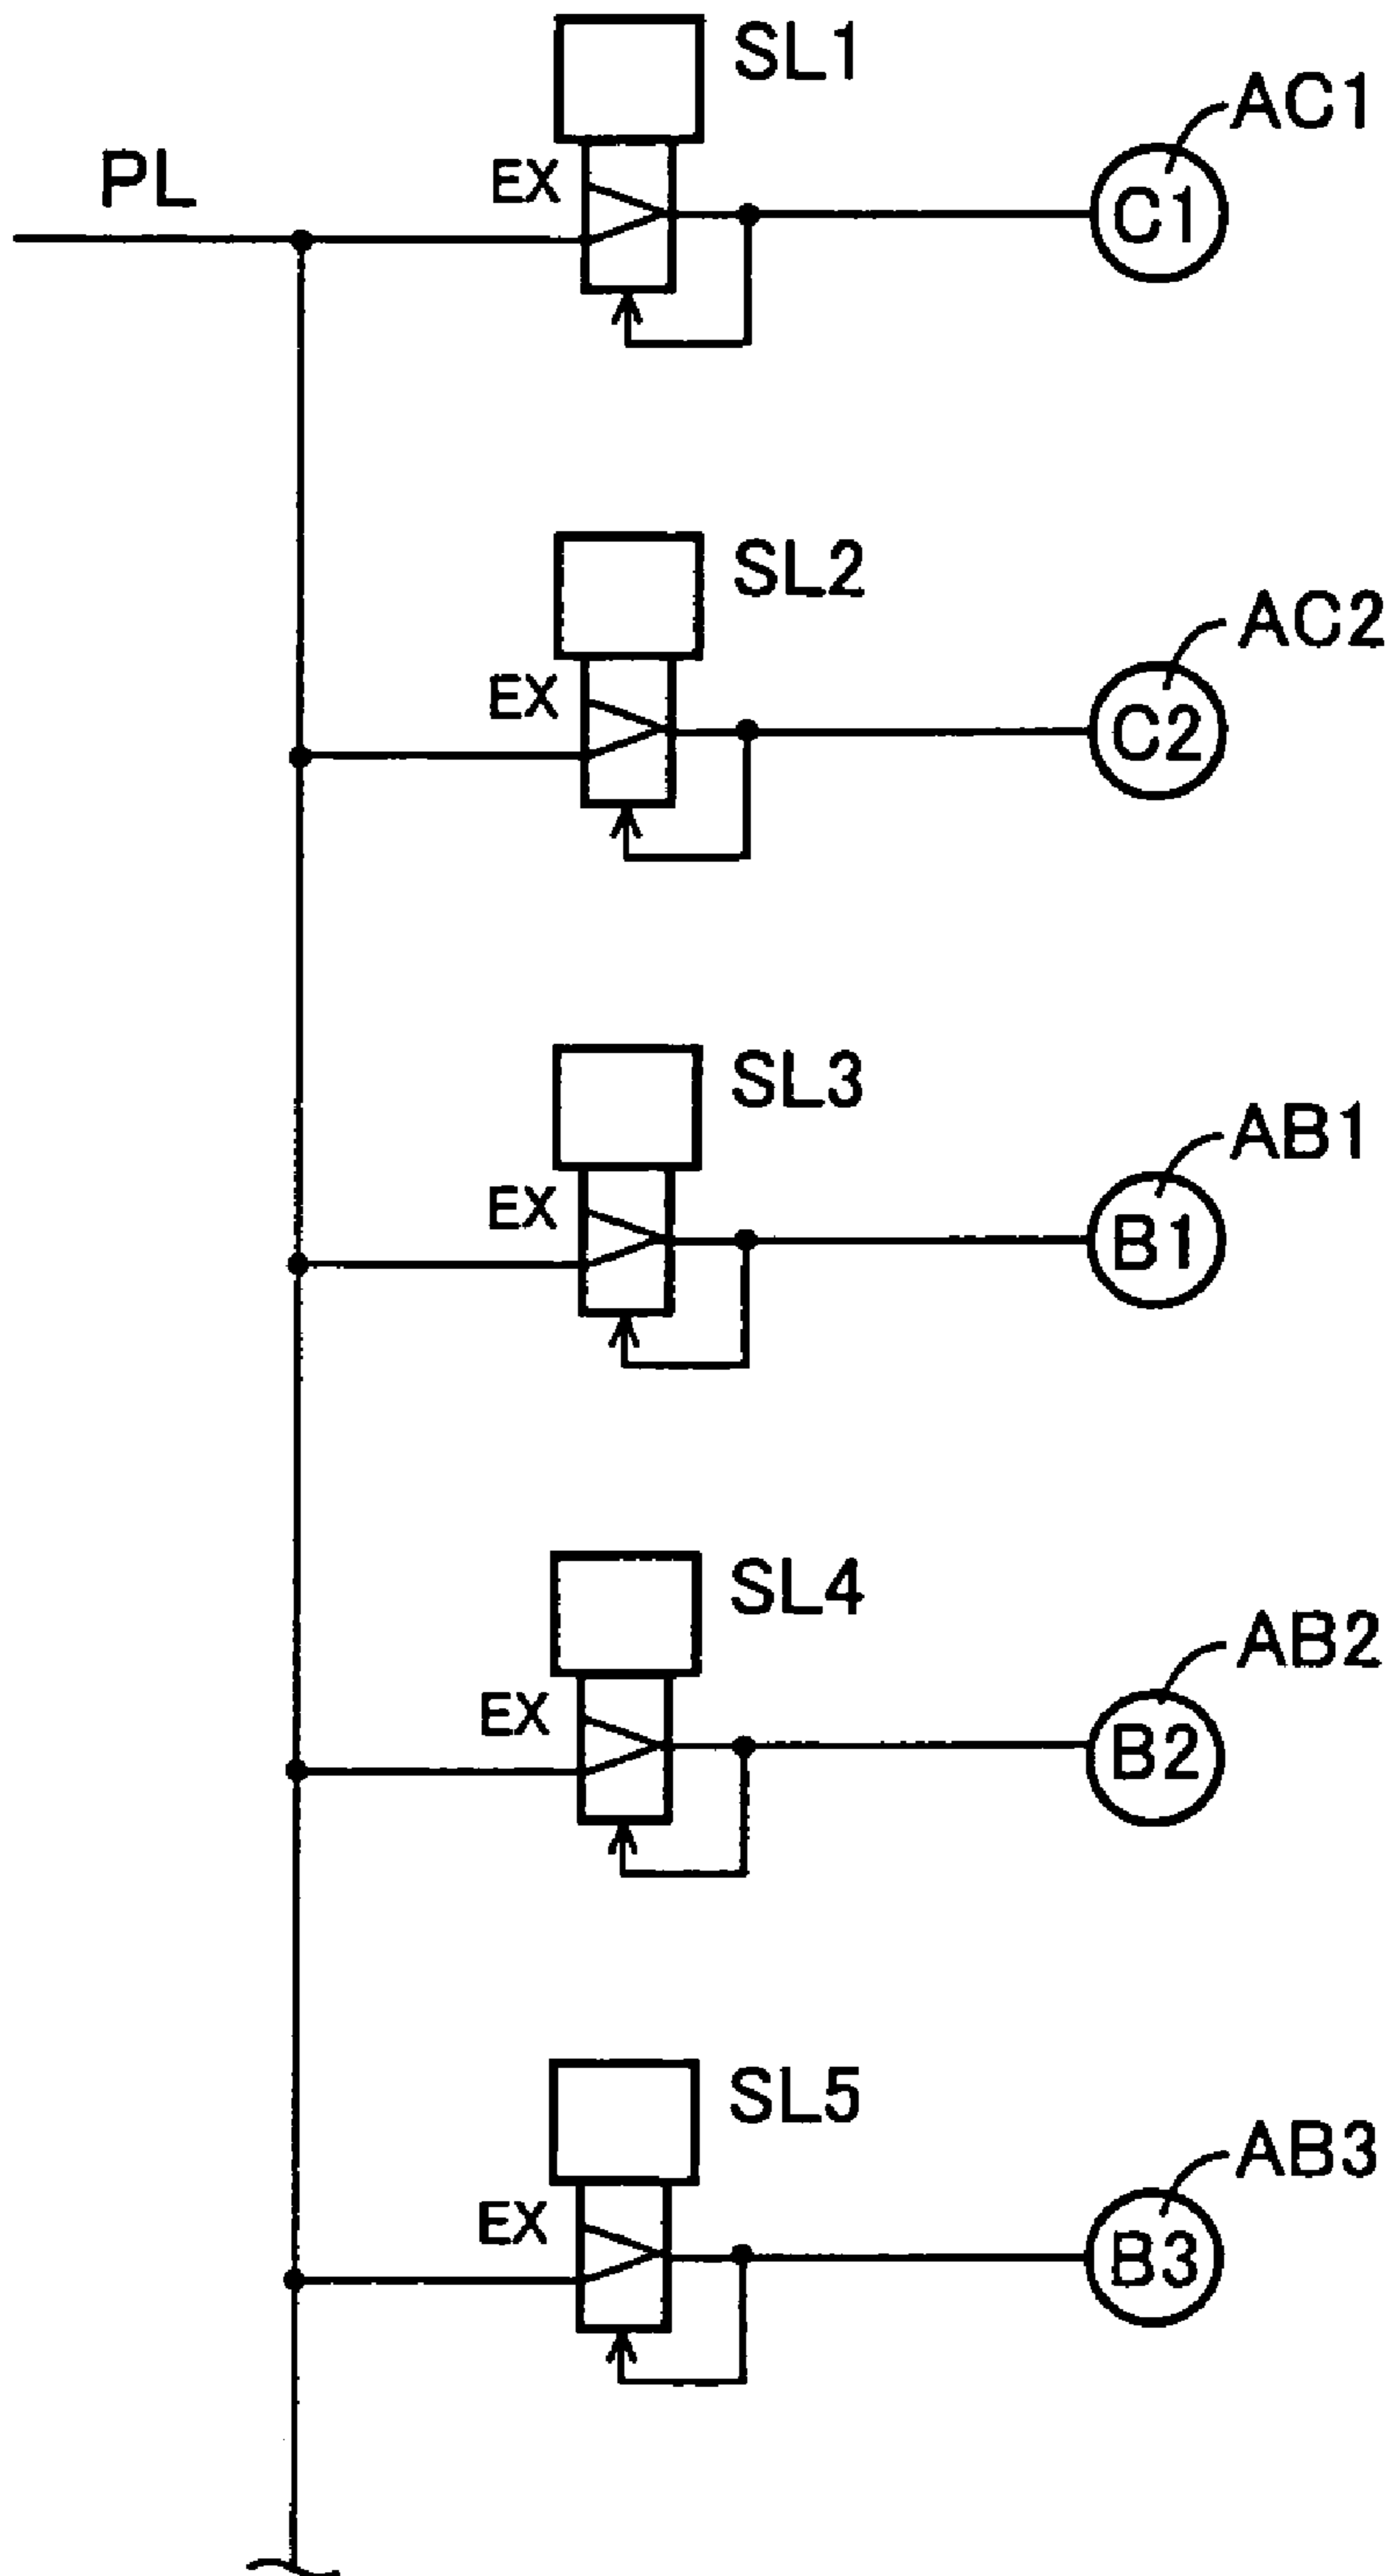 SL1
AC1
PL
EX
C1
SL2
AC2
EX
C2
SL3
AB1
EX
B1
SL4
AB2
EX
B2
SL5
AB3
EX
B3